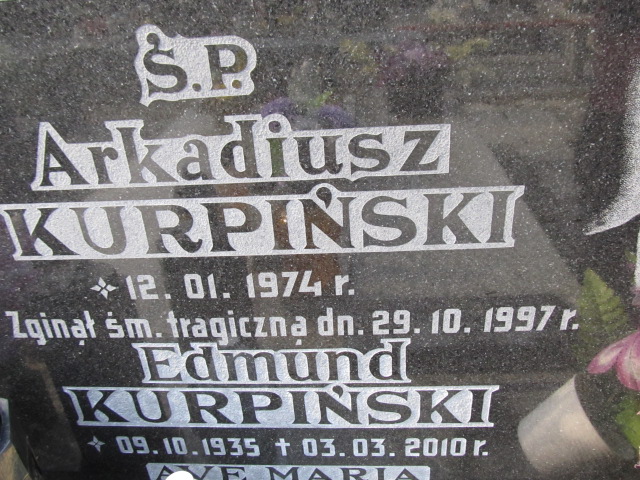 Ś.P.
Arkadiusz
KURPIŃSKI
12. 01. 1974 r.
Zginął śm. tragiczną dn. 29. 10. 1997 r.
Edmund
KURPIŃSKI
09.10.1935 † 03.03.2010 r.
AVE MARIA